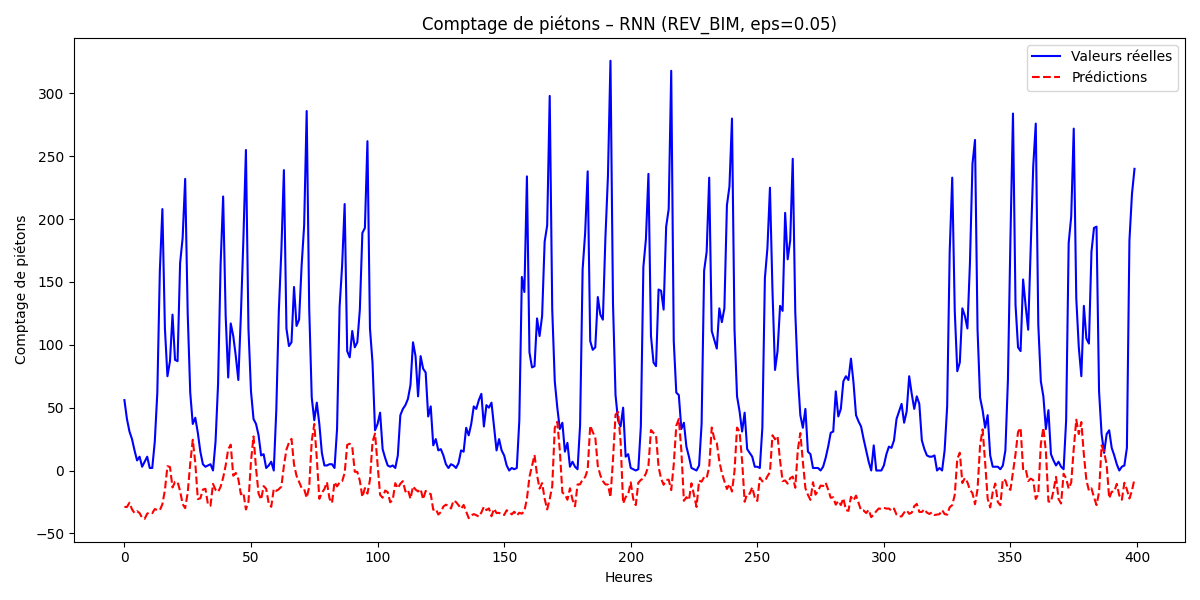 Comptage de piétons – RNN (REV_BIM, eps=0.05)
Valeurs réelles
Prédictions
Comptage de piétons
300
250
200
150
100
50
0
−50
0 50 100 150 200 250 300 350 400
Heures